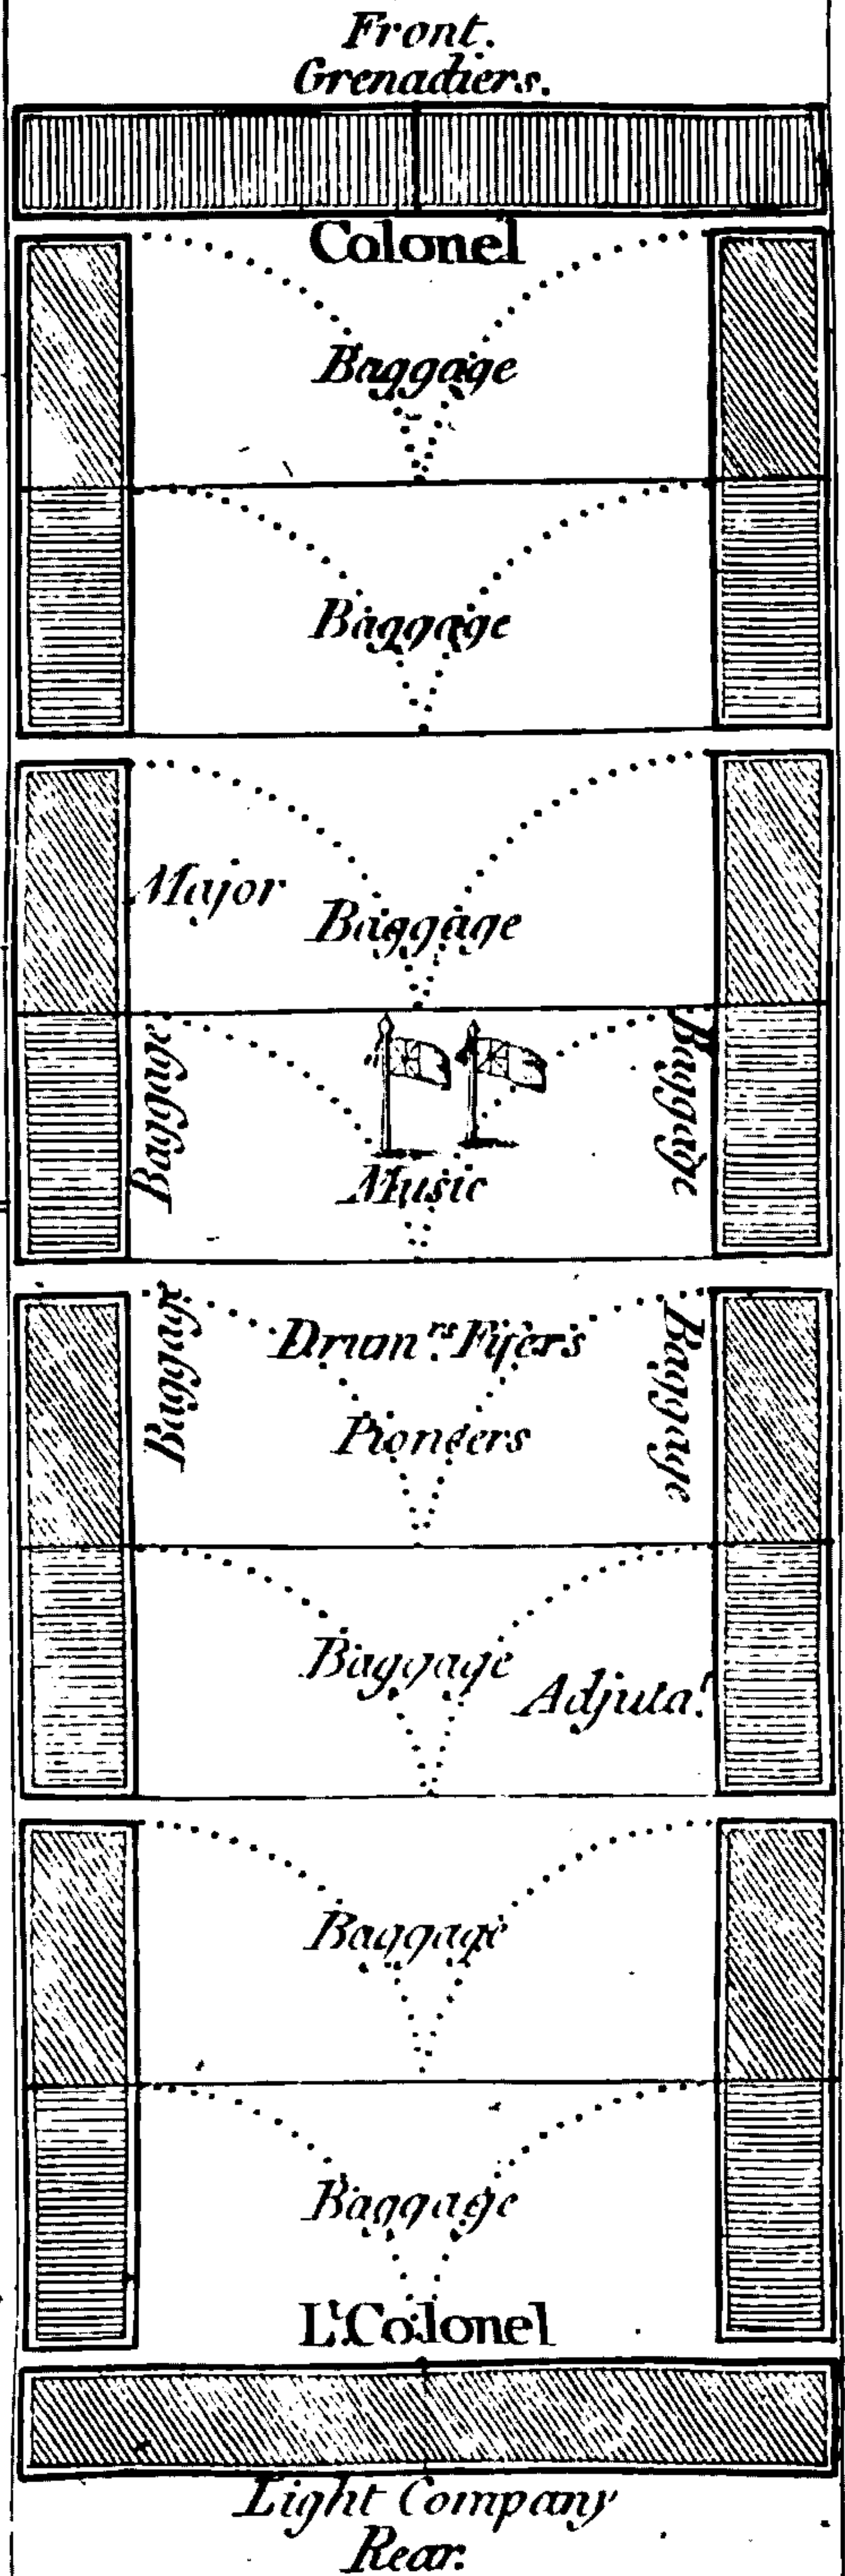 Front.
Grenadiers.
Colonel
Baggage
Baggage
Major
Baggage
Baggage
Baggage
Music
Baggage
Drum.rs Fifers
Baggage
Pioneers
Baggage
Adjuta.t
Baggage
Baggage
Lt. Colonel
Light Company
Rear.